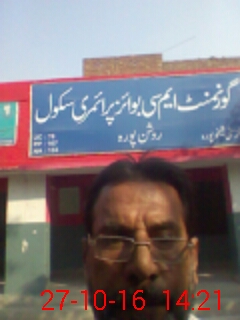 گورنمنٹ ایم سی بوائز پرائمری سکول
روشن پورہ
27-10-16 14.21